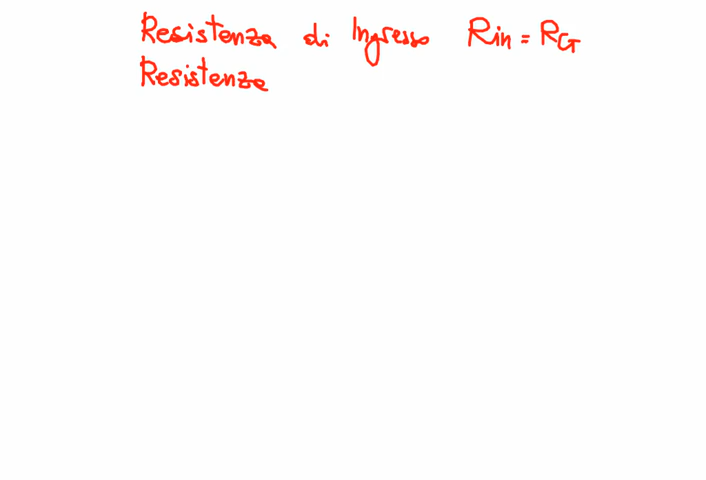 Resistenza di Ingresso Rin = RG
Resistenze